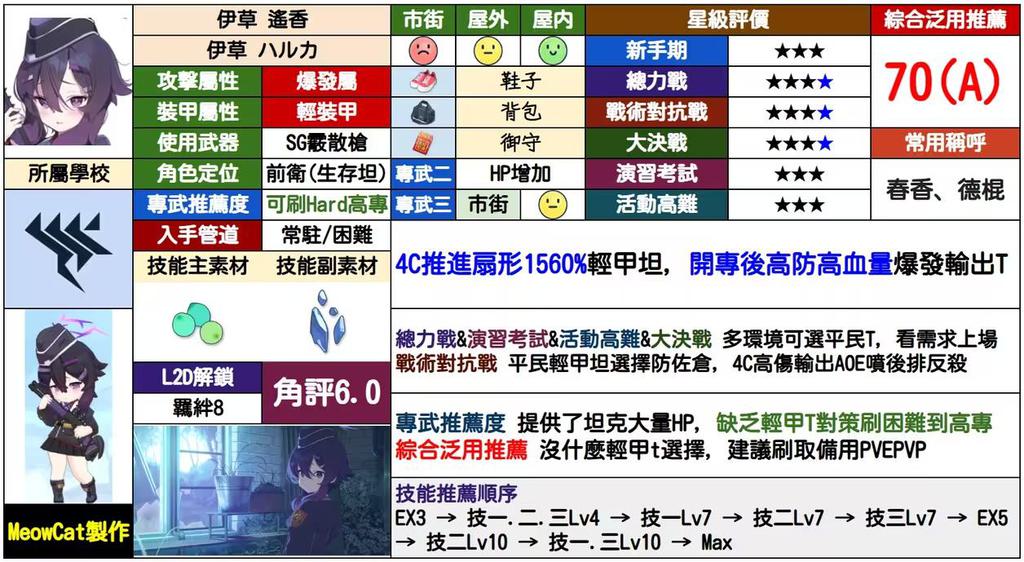 伊草 遙香
市街 屋外 屋内
星級評價
綜合泛用推薦
伊草 ハルカ
新手期 ★★★
70(A)
攻擊屬性 爆發屬
鞋子
總力戰 ★★★★
裝甲屬性 輕裝甲
背包
戰術對抗戰 ★★★★
使用武器 SG霰散槍
御守
大決戰 ★★★★
常用稱呼
所屬學校
角色定位 前衛(生存坦)
專武二 HP增加
演習考試 ★★★
春香、德棍
專武推薦度 可刷Hard高專
專武三 市街
活動高難 ★★★
入手管道 常駐/困難
4C推進扇形1560%輕甲坦, 開專後高防高血量爆發輸出T
技能主素材 技能副素材
總力戰&演習考試&活動高難&大決戰 多環境可選平民T, 看需求上場
戰術對抗戰 平民輕甲坦選擇防佐倉, 4C高傷輸出AOE噴後排反殺
L2D解鎖
角評6.0
羈絆8
專武推薦度 提供了坦克大量HP, 缺乏輕甲T對策刷困難到高專
綜合泛用推薦 沒什麼輕甲t選擇, 建議刷取備用PVEPVP
技能推薦順序
EX3 → 技一.二.三Lv4 → 技一Lv7 → 技二Lv7 → 技三Lv7 → EX5
→ 技二Lv10 → 技一.三Lv10 → Max
MeowCat製作